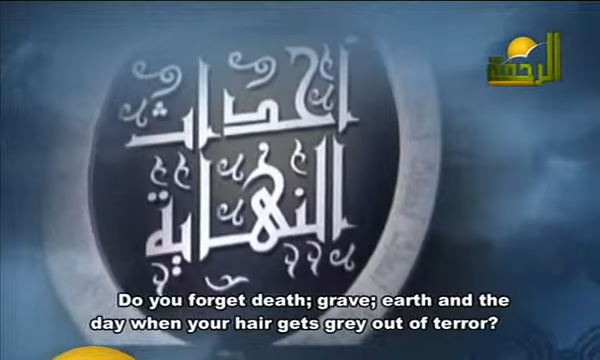 الرحمة
أحداث
النهاية
Do you forget death; grave; earth and the
day when your hair gets grey out of terror?